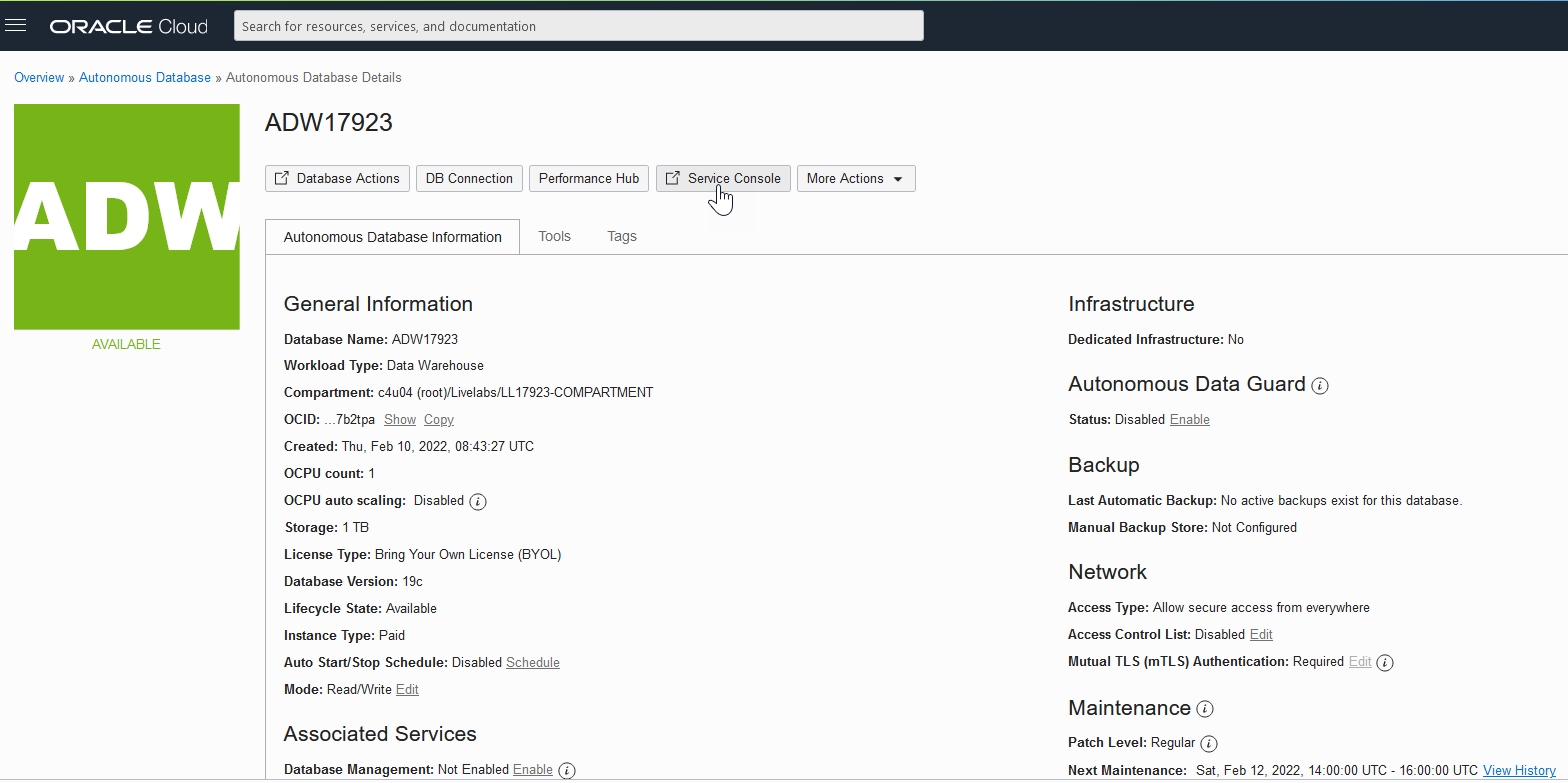 ORACLE Cloud
Search for resources, services, and documentation
Overview » Autonomous Database » Autonomous Database Details
ADW
AVAILABLE
ADW17923
Database Actions
DB Connection
Performance Hub
Service Console
More Actions
Autonomous Database Information
Tools
Tags
General Information
Database Name: ADW17923
Workload Type: Data Warehouse
Compartment: c4u04 (root)/Livelabs/LL17923-COMPARTMENT
OCID: ...7b2tpa Show Copy
Created: Thu, Feb 10, 2022, 08:43:27 UTC
OCPU count: 1
OCPU auto scaling: Disabled
Storage: 1 TB
License Type: Bring Your Own License (BYOL)
Database Version: 19c
Lifecycle State: Available
Instance Type: Paid
Auto Start/Stop Schedule: Disabled Schedule
Mode: Read/Write Edit
Associated Services
Database Management: Not Enabled Enable
Infrastructure
Dedicated Infrastructure: No
Autonomous Data Guard
Status: Disabled Enable
Backup
Last Automatic Backup: No active backups exist for this database.
Manual Backup Store: Not Configured
Network
Access Type: Allow secure access from everywhere
Access Control List: Disabled Edit
Mutual TLS (mTLS) Authentication: Required Edit
Maintenance
Patch Level: Regular
Next Maintenance: Sat, Feb 12, 2022, 14:00:00 UTC - 16:00:00 UTC View History